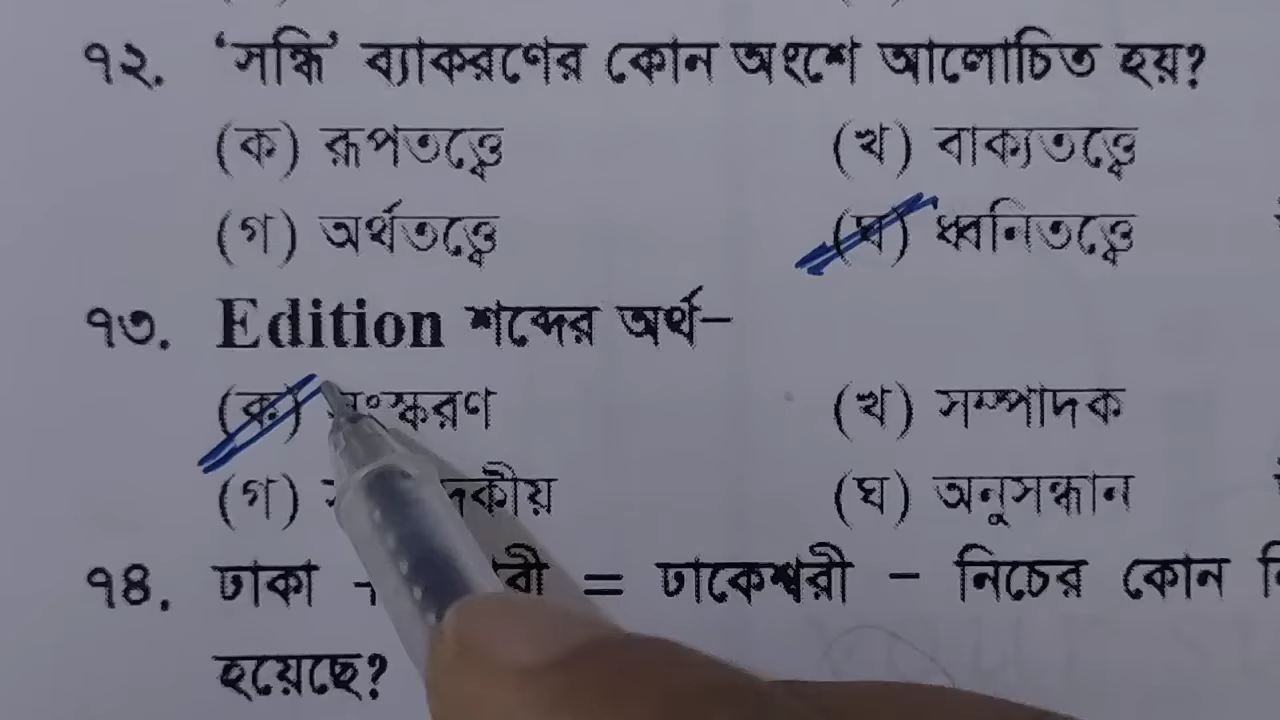 ৭২. ‘সন্ধি’ ব্যাকরণের কোন অংশে আলোচিত হয়?
(ক) রূপতত্ত্বে (খ) বাক্যতত্ত্বে
(গ) অর্থতত্ত্বে (ঘ) ধ্বনিতত্ত্বে
৭৩. Edition শব্দের অর্থ–
(ক) সংস্করণ (খ) সম্পাদক
(গ) (ঘ) অনুসন্ধান
৭৪. ঢাকা = ঢাকেশ্বরী – নিচের কোন
হয়েছে?